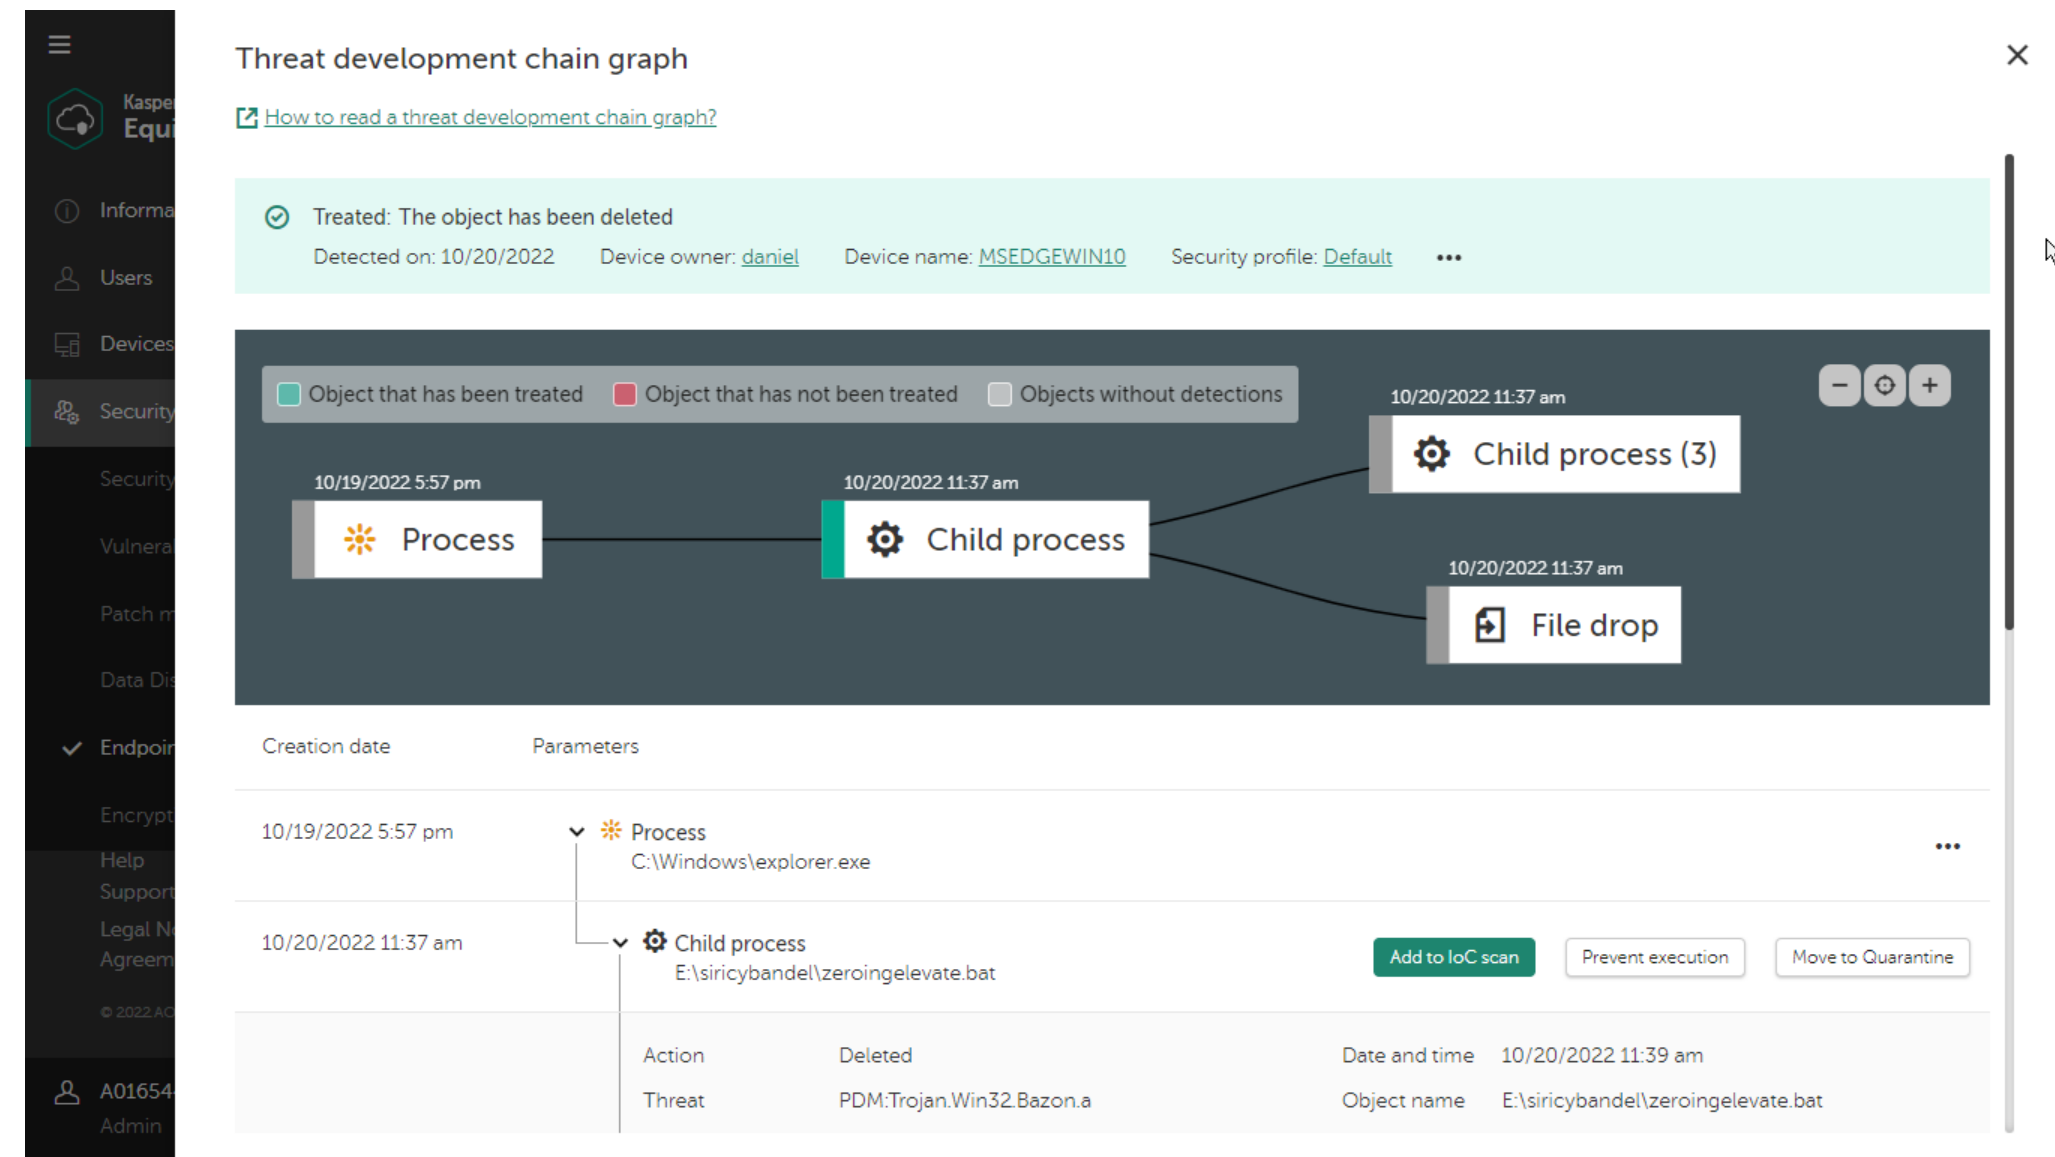 Threat development chain graph
How to read a threat development chain graph?
Kasper
Equi
Informa
Users
Devices
Security
Security
Vulnera
Patch m
Data Dis
Endpoin
Encrypt
Help
Support
Legal No
Agreem
© 2022 AO
A01654
Admin
Treated: The object has been deleted
Detected on: 10/20/2022 Device owner: daniel Device name: MSEDGEWIN10 Security profile: Default
Object that has been treated Object that has not been treated Objects without detections
10/20/2022 11:37 am
Child process (3)
10/19/2022 5:57 pm
Process
10/20/2022 11:37 am
Child process
10/20/2022 11:37 am
File drop
Creation date Parameters
10/19/2022 5:57 pm Process
C:\Windows\explorer.exe
10/20/2022 11:37 am Child process
E:\siricybandel\zeroingelevate.bat
Add to IoC scan Prevent execution Move to Quarantine
Action Deleted Date and time 10/20/2022 11:39 am
Threat PDM:Trojan.Win32.Bazon.a Object name E:\siricybandel\zeroingelevate.bat